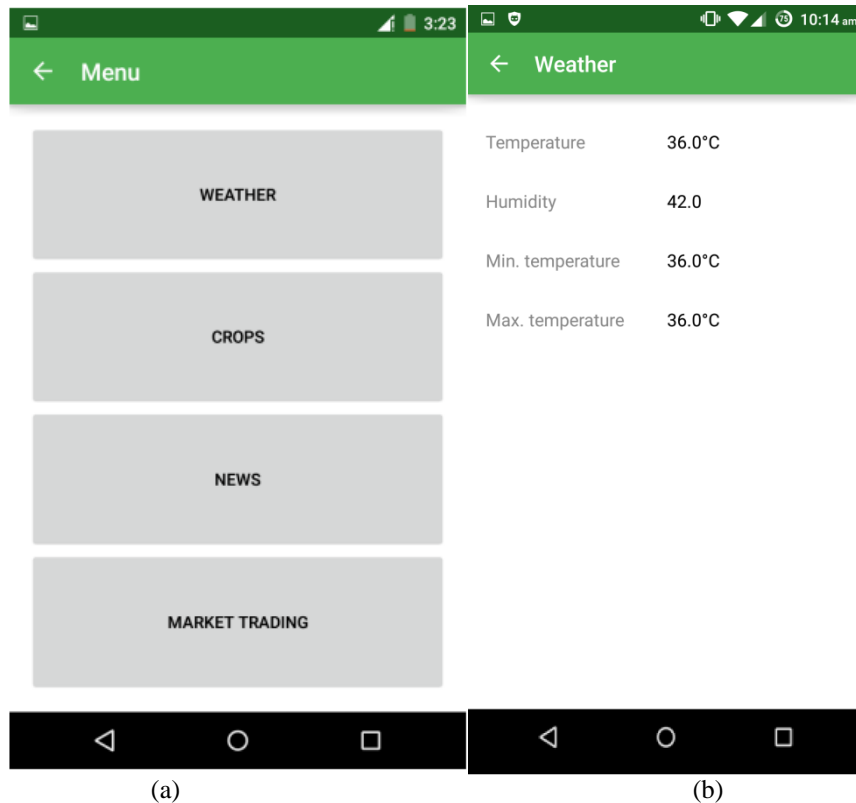 3:23
Menu
WEATHER
CROPS
NEWS
MARKET TRADING
(a)
75 10:14 am
Weather
Temperature 36.0°C
Humidity 42.0
Min. temperature 36.0°C
Max. temperature 36.0°C
(b)